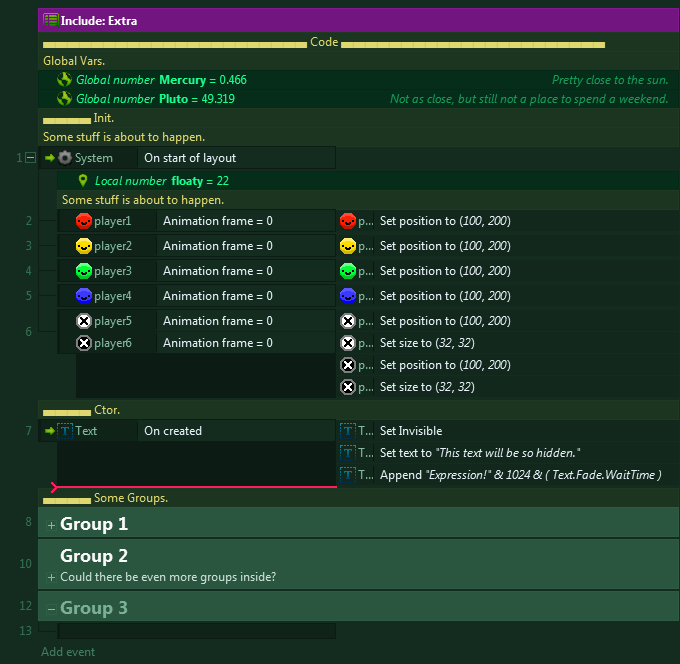 Include: Extra
Code
Global Vars.
Global number Mercury = 0.466 Pretty close to the sun.
Global number Pluto = 49.319 Not as close, but still not a place to spend a weekend.
Init.
Some stuff is about to happen.
1 System On start of layout
Local number floaty = 22
Some stuff is about to happen.
2 player1 Animation frame = 0 p... Set position to (100, 200)
3 player2 Animation frame = 0 p... Set position to (100, 200)
4 player3 Animation frame = 0 p... Set position to (100, 200)
5 player4 Animation frame = 0 p... Set position to (100, 200)
6 player5 Animation frame = 0 p... Set position to (100, 200)
player6 Animation frame = 0 p... Set size to (32, 32)
p... Set position to (100, 200)
p... Set size to (32, 32)
Ctor.
7 T Text On created T T... Set Invisible
T T... Set text to "This text will be so hidden."
T T... Append "Expression!" & 1024 & ( Text.Fade.WaitTime )
Some Groups.
8 + Group 1
10 Group 2
+ Could there be even more groups inside?
12 – Group 3
13
Add event